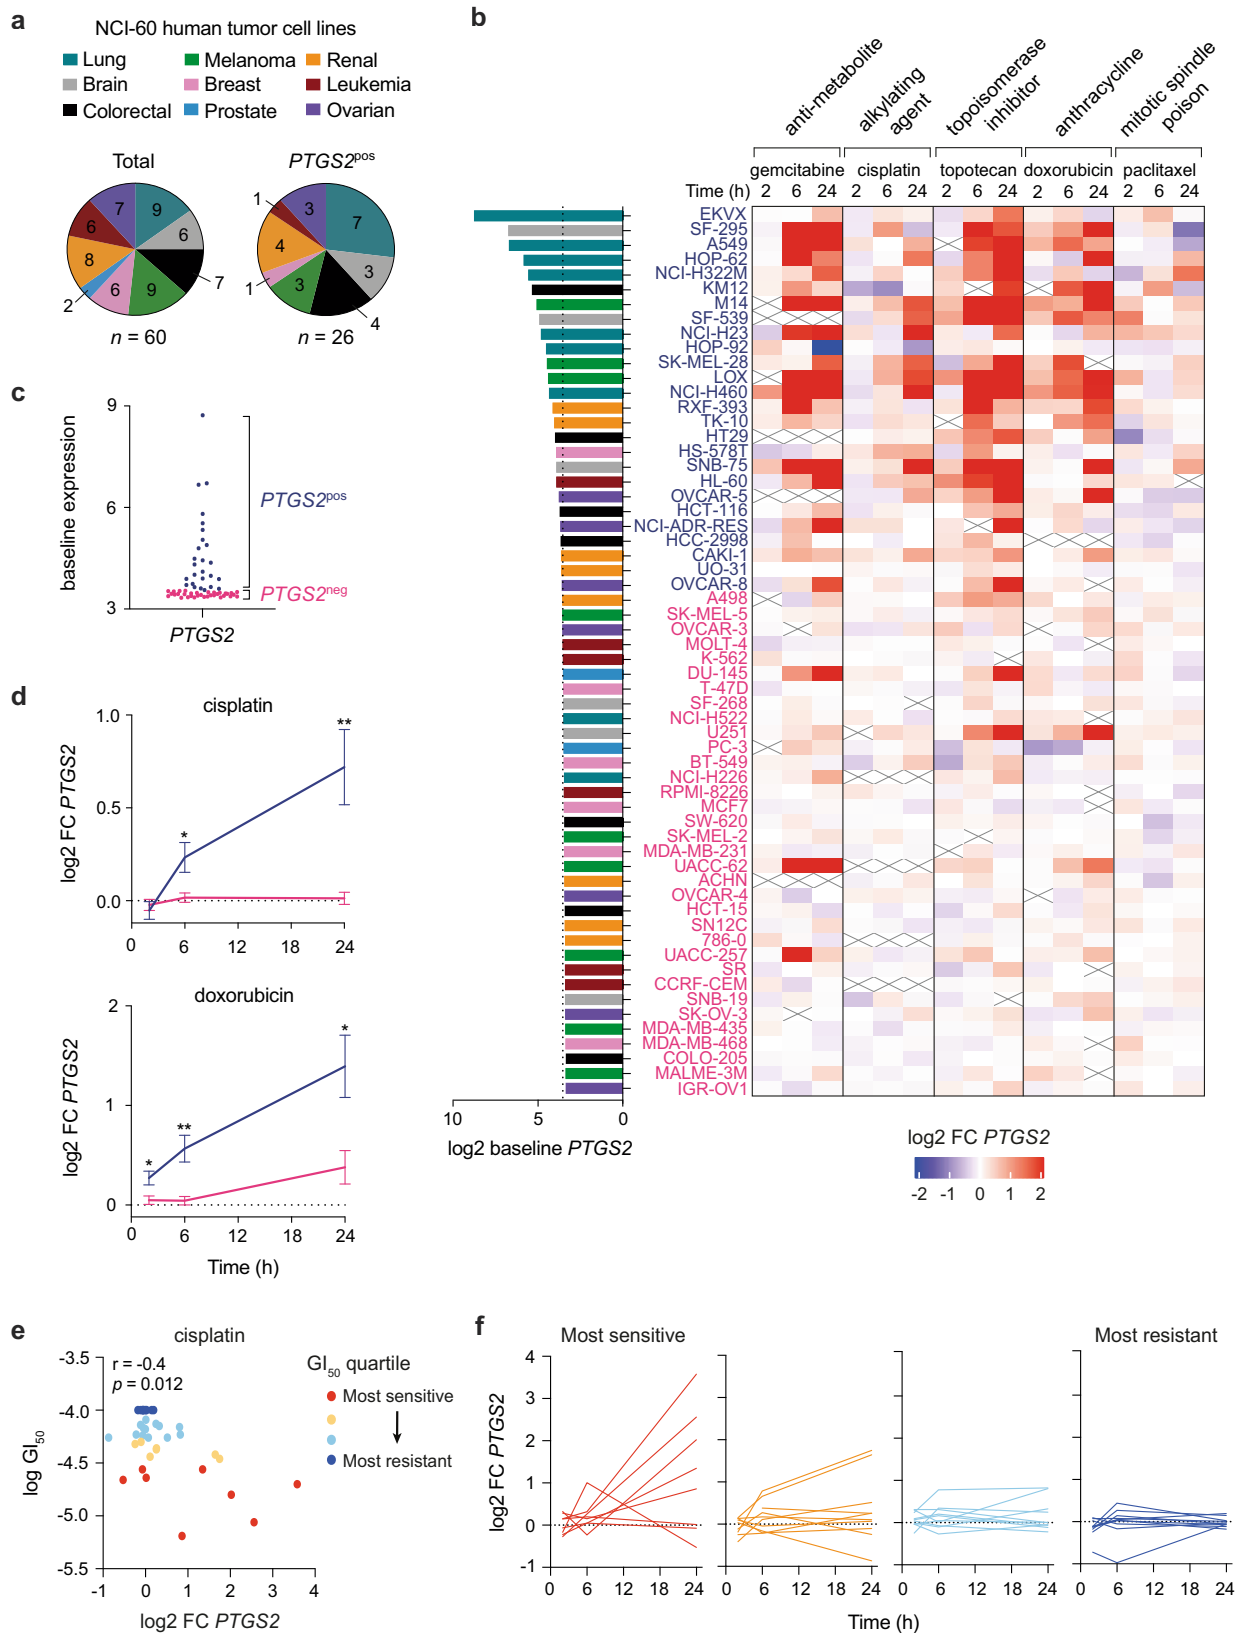 a
NCI-60 human tumor cell lines
Lung
Melanoma
Renal
Brain
Breast
Leukemia
Colorectal
Prostate
Ovarian
Total
PTGS2pos
9
6
7
9
6
2
8
6
7
7
3
4
3
1
4
1
3
n = 60
n = 26
b
anti-metabolite
alkylating agent
topoisomerase inhibitor
anthracycline
mitotic spindle poison
gemcitabine cisplatin topotecan doxorubicin paclitaxel
Time (h) 2 6 24 2 6 24 2 6 24 2 6 24 2 6 24
EKVX
SF-295
A549
HOP-62
NCI-H322M
KM12
M14
SF-539
NCI-H23
HOP-92
SK-MEL-28
LOX
NCI-H460
RXF-393
TK-10
HT29
HS-578T
SNB-75
HL-60
OVCAR-5
HCT-116
NCI-ADR-RES
HCC-2998
CAKI-1
UO-31
OVCAR-8
A498
SK-MEL-5
OVCAR-3
MOLT-4
K-562
DU-145
T-47D
SF-268
NCI-H522
U251
PC-3
BT-549
NCI-H226
RPMI-8226
MCF7
SW-620
SK-MEL-2
MDA-MB-231
UACC-62
ACHN
OVCAR-4
HCT-15
SN12C
786-0
UACC-257
SR
CCRF-CEM
SNB-19
SK-OV-3
MDA-MB-435
MDA-MB-468
COLO-205
MALME-3M
IGR-OV1
10 5 0
log2 baseline PTGS2
log2 FC PTGS2
-2 -1 0 1 2
c
baseline expression
9
6
3
PTGS2pos
PTGS2neg
PTGS2
d
cisplatin
log2 FC PTGS2
1.0
0.5
0.0
*
**
0 6 12 18 24
doxorubicin
log2 FC PTGS2
2
1
0
*
**
*
0 6 12 18 24
Time (h)
e
cisplatin
r = -0.4
p = 0.012
log GI50
-3.5
-4.0
-4.5
-5.0
-5.5
-1 0 1 2 3 4
log2 FC PTGS2
GI50 quartile
Most sensitive
Most resistant
f
Most sensitive
Most resistant
log2 FC PTGS2
4
3
2
1
0
-1
0 6 12 18 24
0 6 12 18 24
0 6 12 18 24
0 6 12 18 24
Time (h)